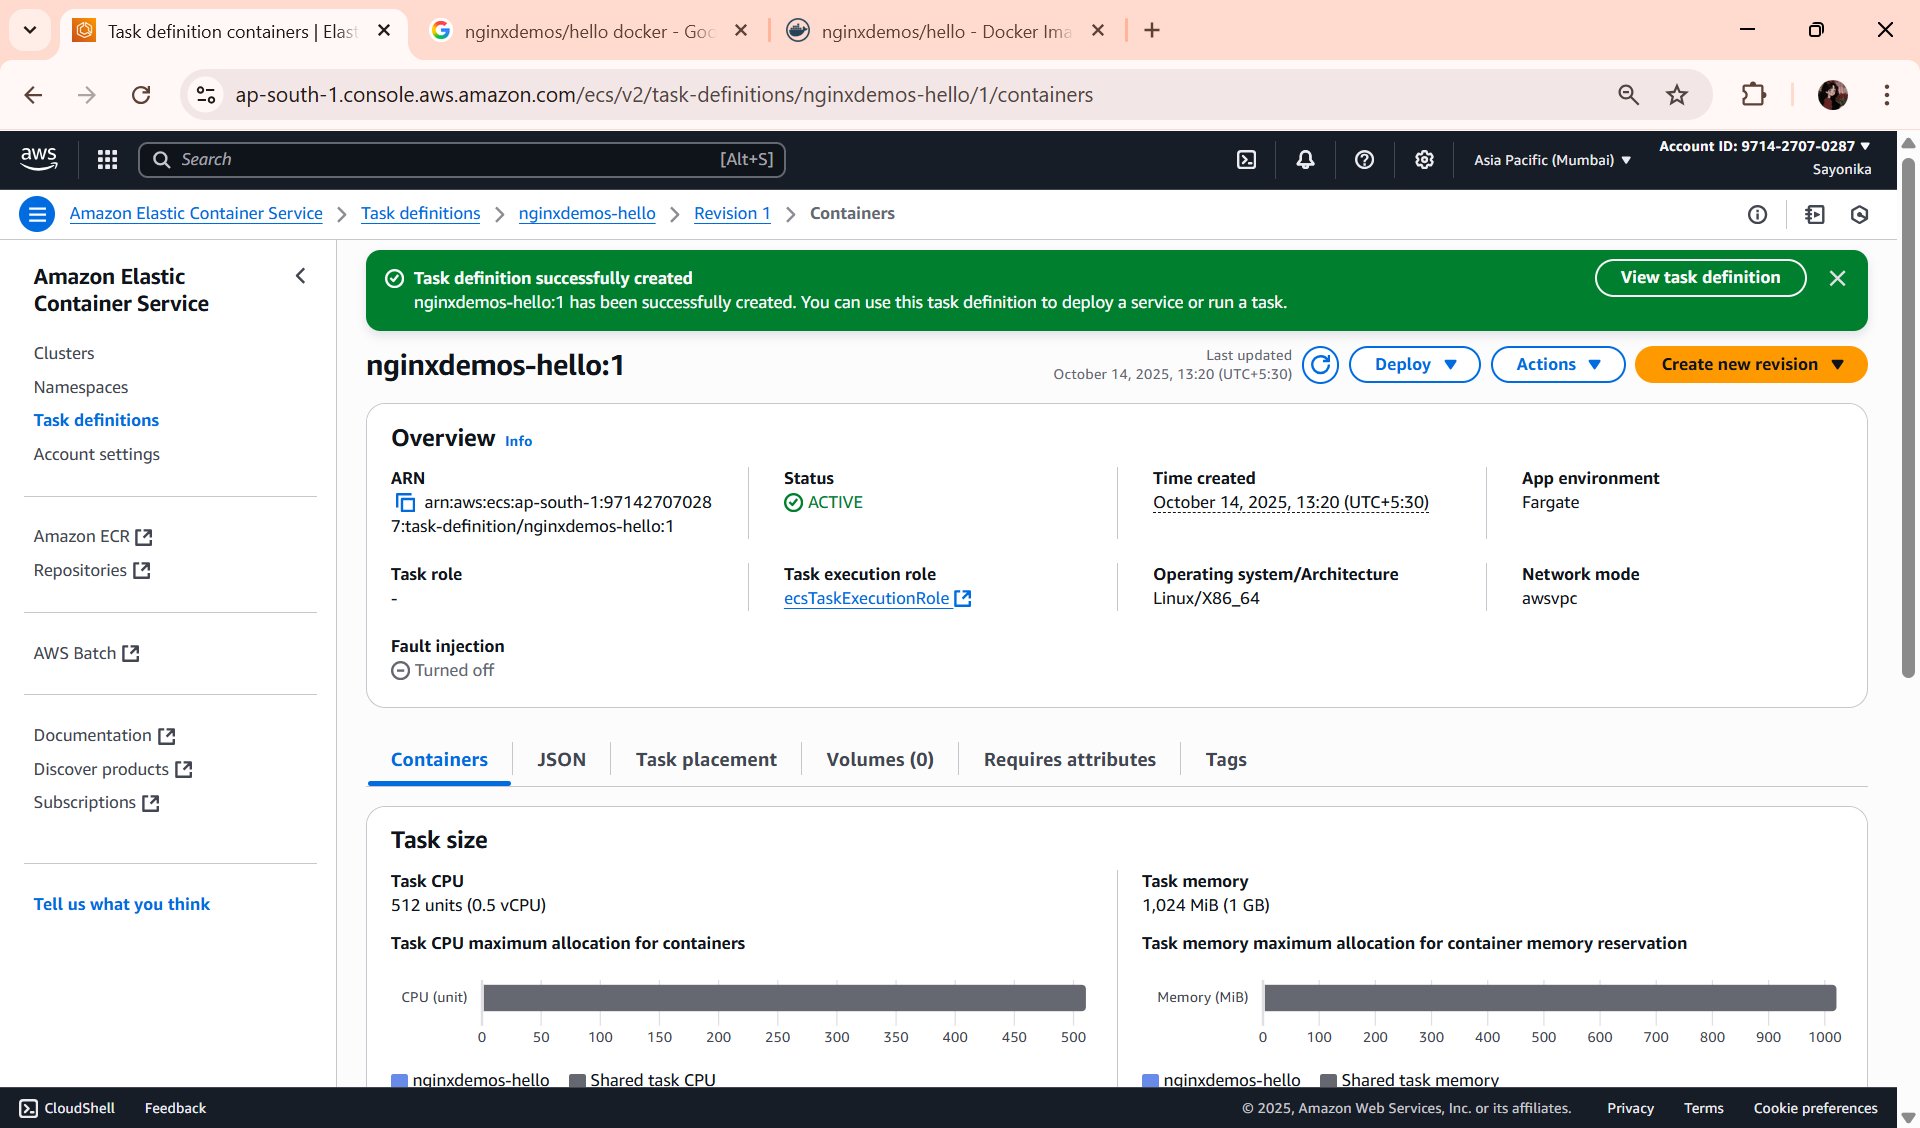 Task definition containers | Elast
nginxdemos/hello docker - Goo
nginxdemos/hello - Docker Ima
ap-south-1.console.aws.amazon.com/ecs/v2/task-definitions/nginxdemos-hello/1/containers
aws
Search
[Alt+S]
Asia Pacific (Mumbai)
Account ID: 9714-2707-0287
Sayonika
Amazon Elastic Container Service
Task definitions
nginxdemos-hello
Revision 1
Containers
Amazon Elastic
Container Service
Clusters
Namespaces
Task definitions
Account settings
Amazon ECR
Repositories
AWS Batch
Documentation
Discover products
Subscriptions
Tell us what you think
Task definition successfully created
nginxdemos-hello:1 has been successfully created. You can use this task definition to deploy a service or run a task.
View task definition
nginxdemos-hello:1
Last updated
October 14, 2025, 13:20 (UTC+5:30)
Deploy
Actions
Create new revision
Overview
Info
ARN
arn:aws:ecs:ap-south-1:97142707028
7:task-definition/nginxdemos-hello:1
Status
ACTIVE
Time created
October 14, 2025, 13:20 (UTC+5:30)
App environment
Fargate
Task role
-
Task execution role
ecsTaskExecutionRole
Operating system/Architecture
Linux/X86_64
Network mode
awsvpc
Fault injection
Turned off
Containers
JSON
Task placement
Volumes (0)
Requires attributes
Tags
Task size
Task CPU
512 units (0.5 vCPU)
Task CPU maximum allocation for containers
CPU (unit)
0 50 100 150 200 250 300 350 400 450 500
nginxdemos-hello
Shared task CPU
Task memory
1,024 MiB (1 GB)
Task memory maximum allocation for container memory reservation
Memory (MiB)
0 100 200 300 400 500 600 700 800 900 1000
nginxdemos-hello
Shared task memory
CloudShell
Feedback
© 2025, Amazon Web Services, Inc. or its affiliates.
Privacy
Terms
Cookie preferences